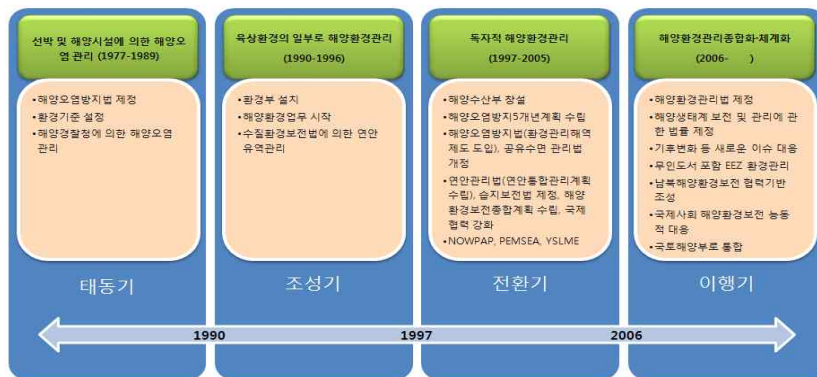 선박 및 해양시설에 의한 해양오
염 관리 (1977-1989)
•해양오염방지법 제정
•환경기준 설정
•해양경찰청에 의한 해양오염
관리
태동기
육상환경의 일부로 해양환경관리
(1990-1996)
•환경부 설치
•해양환경업무 시작
•수질환경보전법에 의한 연안
유역관리
조성기
독자적 해양환경관리
(1997-2005)
•해양수산부 창설
•해양오염방지5개년계획 수립
•해양오염방지법(환경관리해역
제도 도입), 공유수면 관리법
개정
•연안관리법(연안통합관리계획
수립), 습지보전법 제정, 해양
환경보전종합계획 수립, 국제
협력 강화
•NOWPAP, PEMSEA, YSLME
전환기
해양환경관리종합화·체계화
(2006- )
•해양환경관리법 제정
•해양생태계 보전 및 관리에 관
한 법률 제정
•기후변화 등 새로운 이슈 대응
•무인도서 포함 EEZ 환경관리
•남북해양환경보전 협력기반
조성
•국제사회 해양환경보전 능동
적 대응
•국토해양부로 통합
이행기
1990
1997
2006